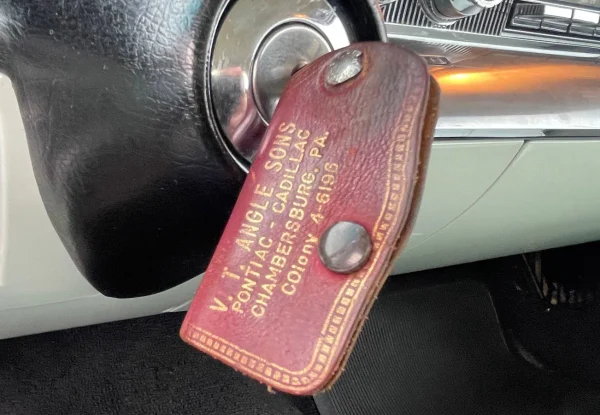 V. T. ANGLE SONS
PONTIAC - CADILLAC
CHAMBERSBURG, PA.
Colony 4-6196